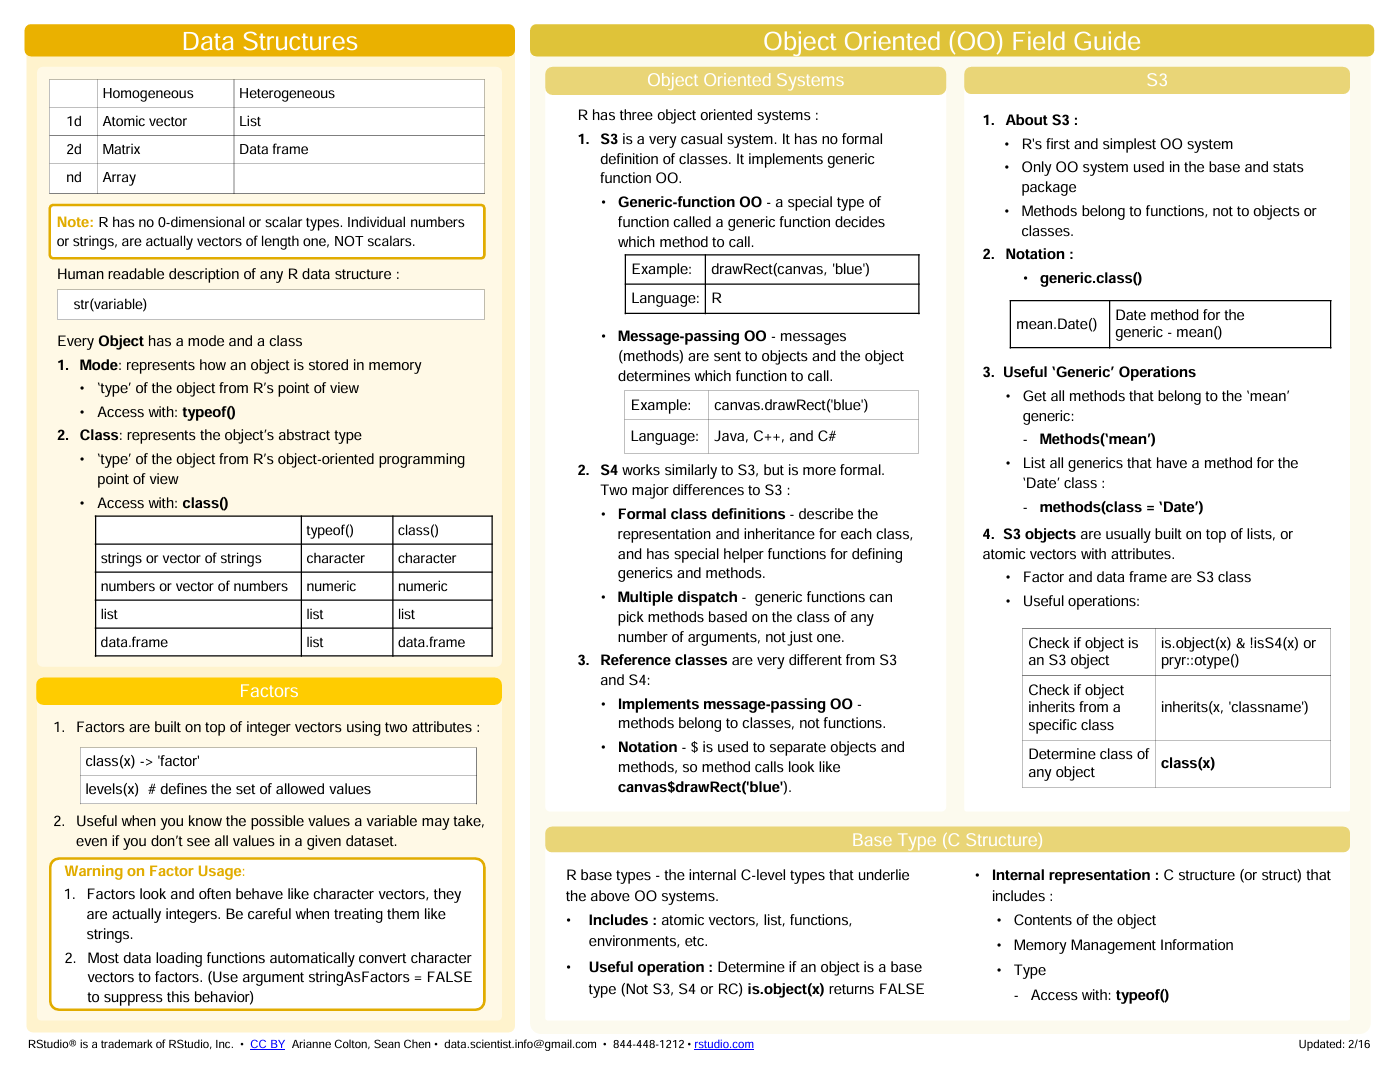 Data Structures
Homogeneous Heterogeneous
1d Atomic vector List
2d Matrix Data frame
nd Array
Note: R has no 0-dimensional or scalar types. Individual numbers
or strings, are actually vectors of length one, NOT scalars.
Human readable description of any R data structure :
str(variable)
Every Object has a mode and a class
1. Mode: represents how an object is stored in memory
• ‘type’ of the object from R’s point of view
• Access with: typeof()
2. Class: represents the object’s abstract type
• ‘type’ of the object from R’s object-oriented programming
point of view
• Access with: class()
typeof() class()
strings or vector of strings character character
numbers or vector of numbers numeric numeric
list list list
data.frame list data.frame
Factors
1. Factors are built on top of integer vectors using two attributes :
class(x) -> 'factor'
levels(x) # defines the set of allowed values
2. Useful when you know the possible values a variable may take,
even if you don’t see all values in a given dataset.
Warning on Factor Usage:
1. Factors look and often behave like character vectors, they
are actually integers. Be careful when treating them like
strings.
2. Most data loading functions automatically convert character
vectors to factors. (Use argument stringAsFactors = FALSE
to suppress this behavior)
Object Oriented (OO) Field Guide
Object Oriented Systems
R has three object oriented systems :
1. S3 is a very casual system. It has no formal
definition of classes. It implements generic
function OO.
• Generic-function OO - a special type of
function called a generic function decides
which method to call.
Example: drawRect(canvas, 'blue')
Language: R
• Message-passing OO - messages
(methods) are sent to objects and the object
determines which function to call.
Example: canvas.drawRect('blue')
Language: Java, C++, and C#
2. S4 works similarly to S3, but is more formal.
Two major differences to S3 :
• Formal class definitions - describe the
representation and inheritance for each class,
and has special helper functions for defining
generics and methods.
• Multiple dispatch - generic functions can
pick methods based on the class of any
number of arguments, not just one.
3. Reference classes are very different from S3
and S4:
• Implements message-passing OO -
methods belong to classes, not functions.
• Notation - $ is used to separate objects and
methods, so method calls look like
canvas$drawRect('blue').
S3
1. About S3 :
• R's first and simplest OO system
• Only OO system used in the base and stats
package
• Methods belong to functions, not to objects or
classes.
2. Notation :
• generic.class()
mean.Date() Date method for the
generic - mean()
3. Useful ‘Generic’ Operations
• Get all methods that belong to the ‘mean’
generic:
- Methods(‘mean’)
• List all generics that have a method for the
‘Date’ class :
- methods(class = ‘Date’)
4. S3 objects are usually built on top of lists, or
atomic vectors with attributes.
• Factor and data frame are S3 class
• Useful operations:
Check if object is
an S3 object
is.object(x) & !isS4(x) or
pryr::otype()
Check if object
inherits from a
specific class
inherits(x, 'classname')
Determine class of
any object
class(x)
Base Type (C Structure)
R base types - the internal C-level types that underlie
the above OO systems.
• Includes : atomic vectors, list, functions,
environments, etc.
• Useful operation : Determine if an object is a base
type (Not S3, S4 or RC) is.object(x) returns FALSE
• Internal representation : C structure (or struct) that
includes :
• Contents of the object
• Memory Management Information
• Type
- Access with: typeof()
RStudio® is a trademark of RStudio, Inc. • CC BY Arianne Colton, Sean Chen • data.scientist.info@gmail.com • 844-448-1212 • rstudio.com
Updated: 2/16